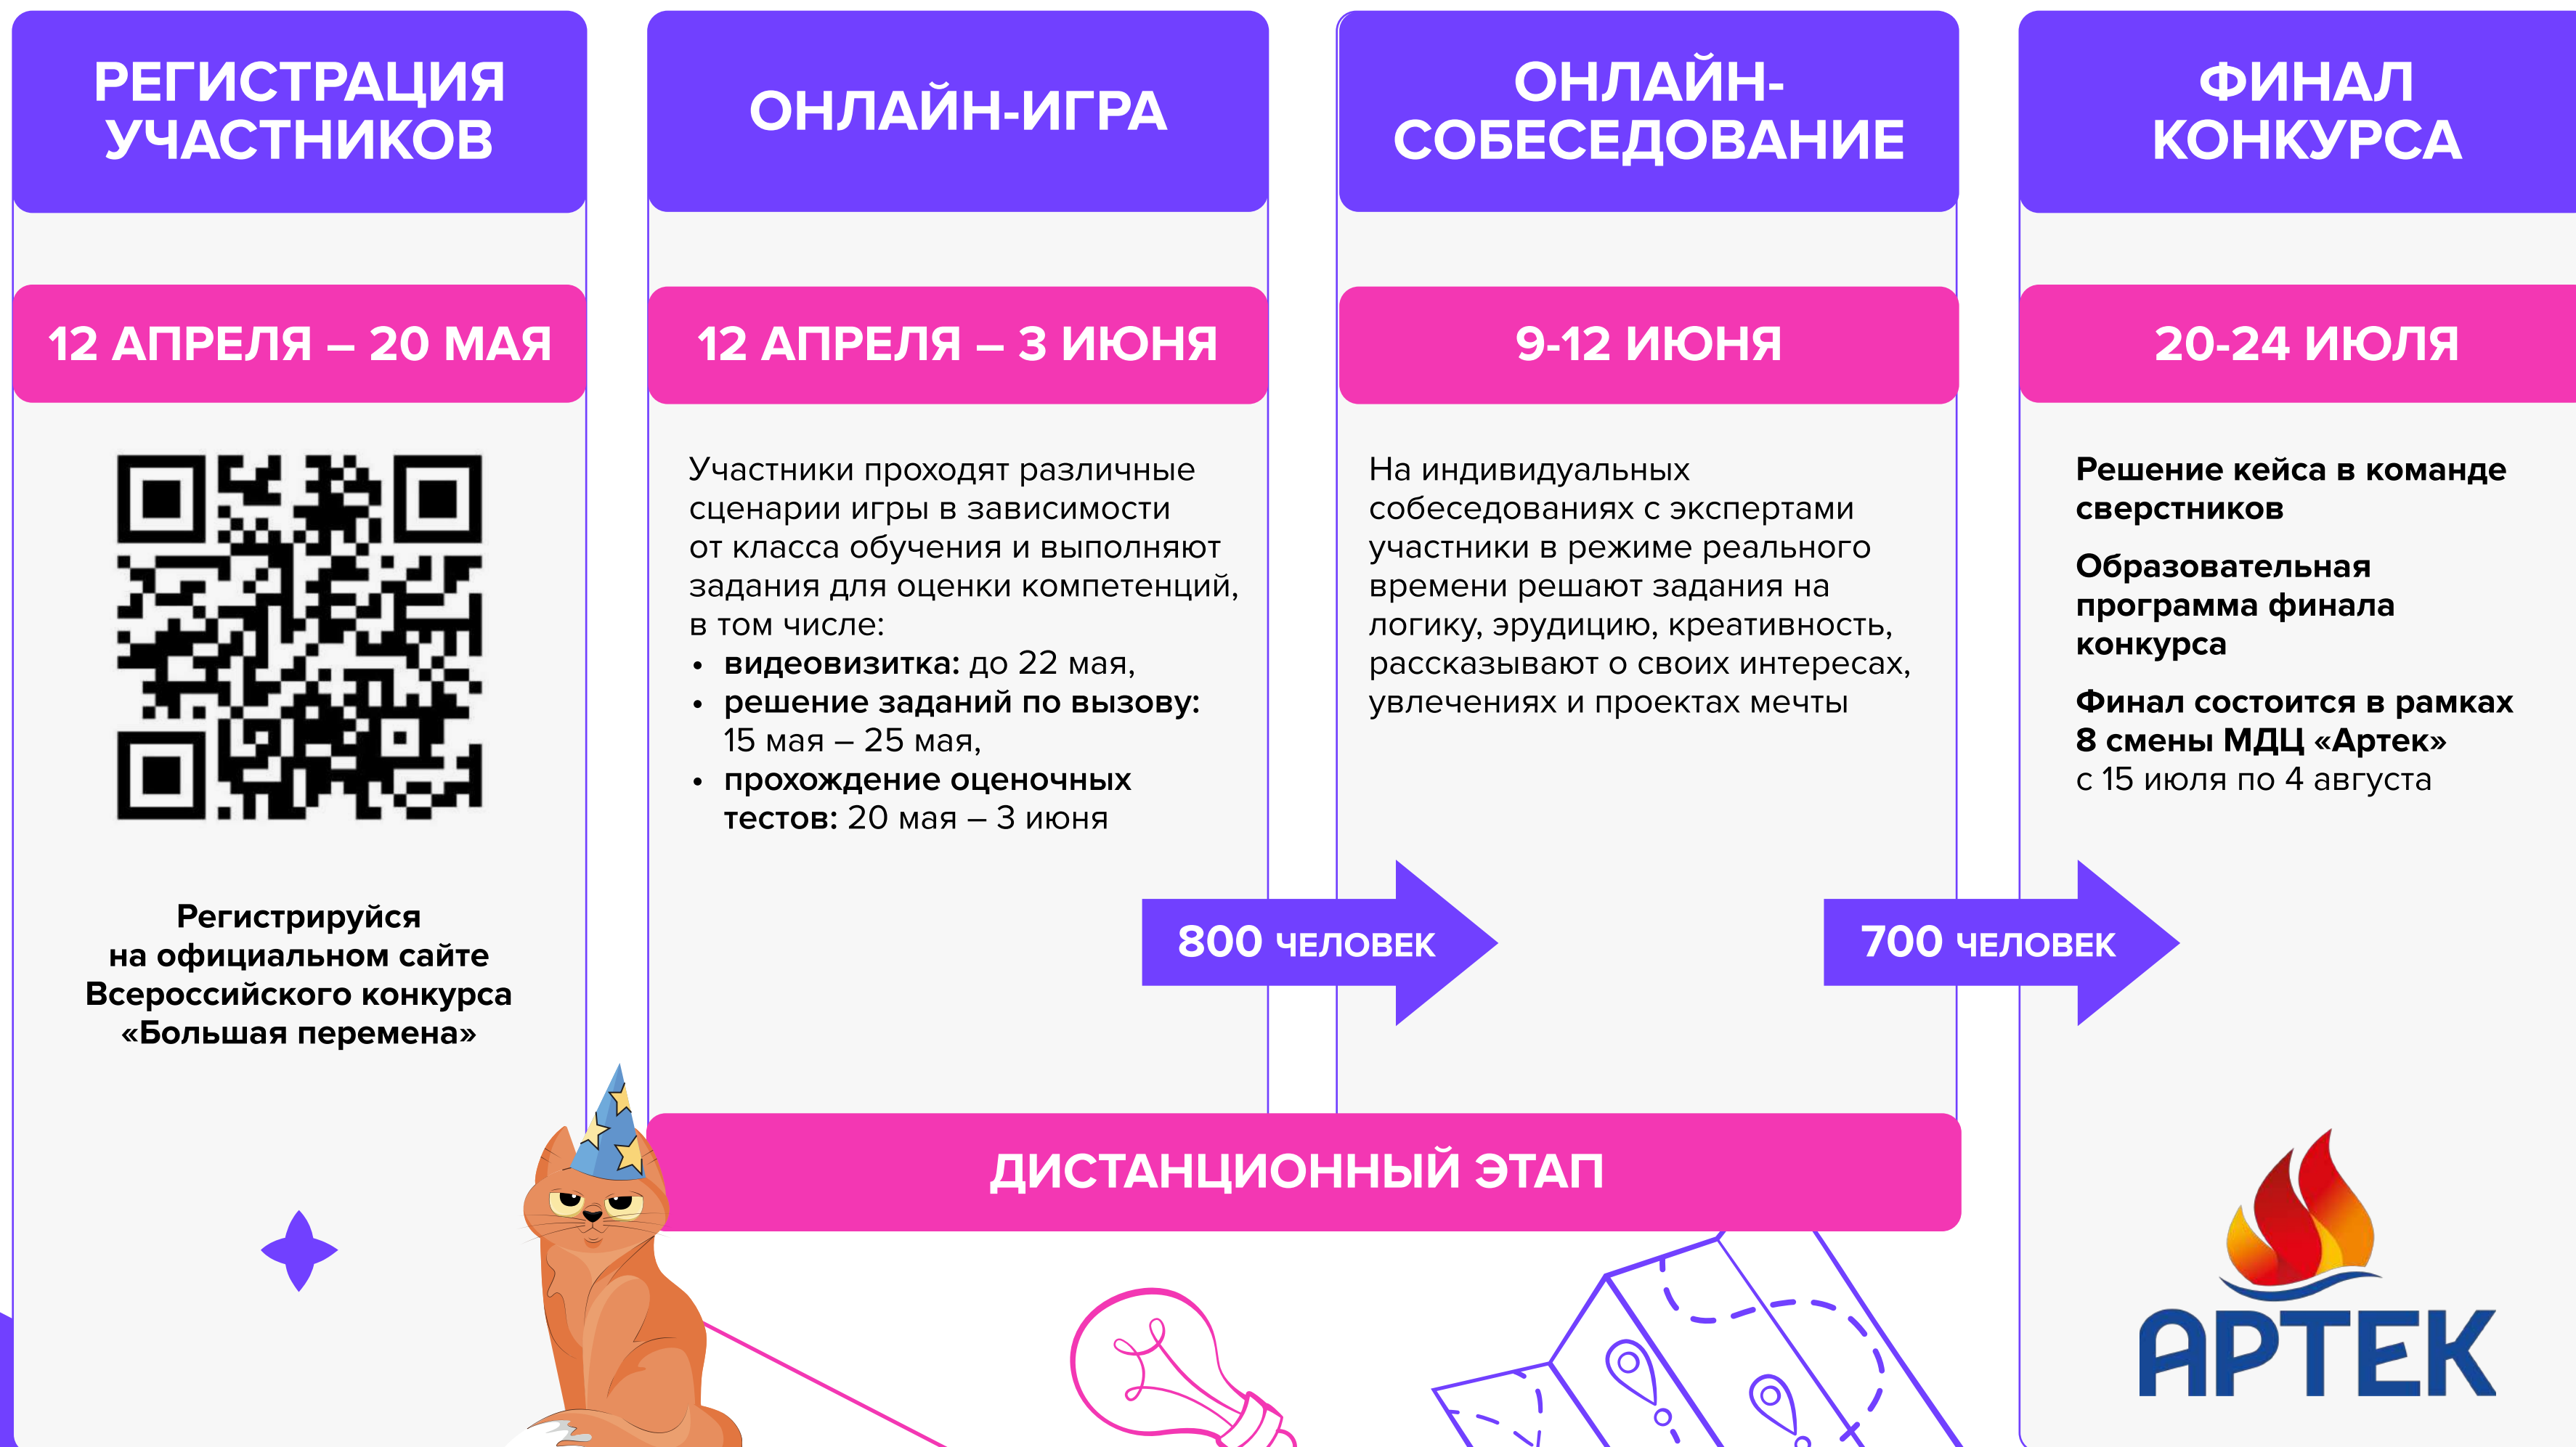 РЕГИСТРАЦИЯ
УЧАСТНИКОВ
12 АПРЕЛЯ – 20 МАЯ
Регистрируйся
на официальном сайте
Всероссийского конкурса
«Большая перемена»
ОНЛАЙН-ИГРА
12 АПРЕЛЯ – 3 ИЮНЯ
Участники проходят различные
сценарии игры в зависимости
от класса обучения и выполняют
задания для оценки компетенций,
в том числе:
• видеовизитка: до 22 мая,
• решение заданий по вызову:
15 мая – 25 мая,
• прохождение оценочных
тестов: 20 мая – 3 июня
800 ЧЕЛОВЕК
ОНЛАЙН-
СОБЕСЕДОВАНИЕ
9-12 ИЮНЯ
На индивидуальных
собеседованиях с экспертами
участники в режиме реального
времени решают задания на
логику, эрудицию, креативность,
рассказывают о своих интересах,
увлечениях и проектах мечты
700 ЧЕЛОВЕК
ДИСТАНЦИОННЫЙ ЭТАП
ФИНАЛ
КОНКУРСА
20-24 ИЮЛЯ
Решение кейса в команде
сверстников
Образовательная
программа финала
конкурса
Финал состоится в рамках
8 смены МДЦ «Артек»
с 15 июля по 4 августа
АРТЕК